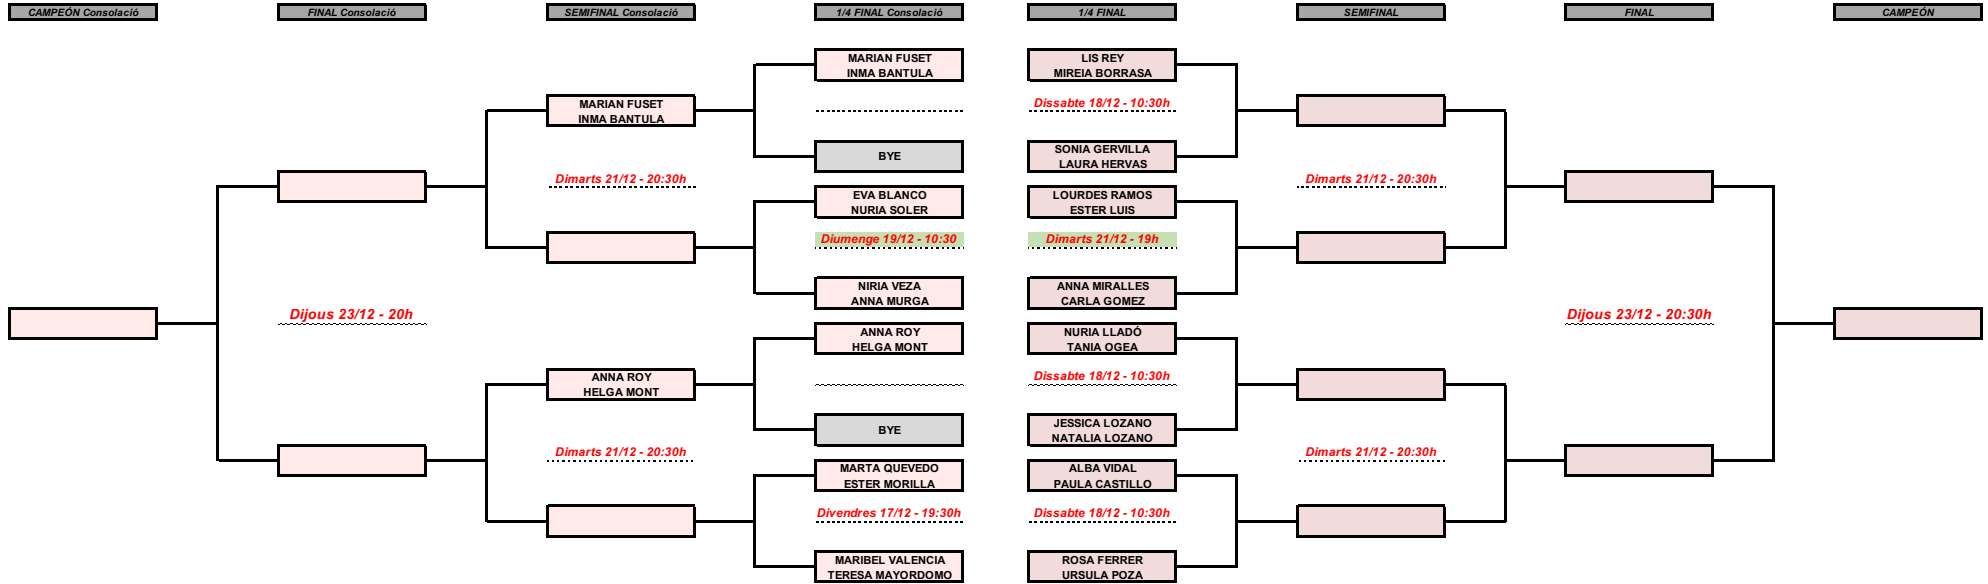 CAMPEÓN Consolació
FINAL Consolació
SEMIFINAL Consolació
1/4 FINAL Consolació
1/4 FINAL
SEMIFINAL
FINAL
CAMPEÓN
MARIAN FUSET
INMA BANTULA
LIS REY
MIREIA BORRASA
MARIAN FUSET
INMA BANTULA
Dissabte 18/12 - 10:30h
BYE
SONIA GERVILLA
LAURA HERVAS
Dimarts 21/12 - 20:30h
Dimarts 21/12 - 20:30h
EVA BLANCO
NURIA SOLER
LOURDES RAMOS
ESTER LUIS
Diumenge 19/12 - 10:30
Dimarts 21/12 - 19h
NIRIA VEZA
ANNA MURGA
ANNA MIRALLES
CARLA GOMEZ
Dijous 23/12 - 20h
Dijous 23/12 - 20:30h
ANNA ROY
HELGA MONT
NURIA LLADÓ
TANIA OGEA
ANNA ROY
HELGA MONT
Dissabte 18/12 - 10:30h
BYE
JESSICA LOZANO
NATALIA LOZANO
Dimarts 21/12 - 20:30h
Dimarts 21/12 - 20:30h
MARTA QUEVEDO
ESTER MORILLA
ALBA VIDAL
PAULA CASTILLO
Divendres 17/12 - 19:30h
Dissabte 18/12 - 10:30h
MARIBEL VALENCIA
TERESA MAYORDOMO
ROSA FERRER
URSULA POZA